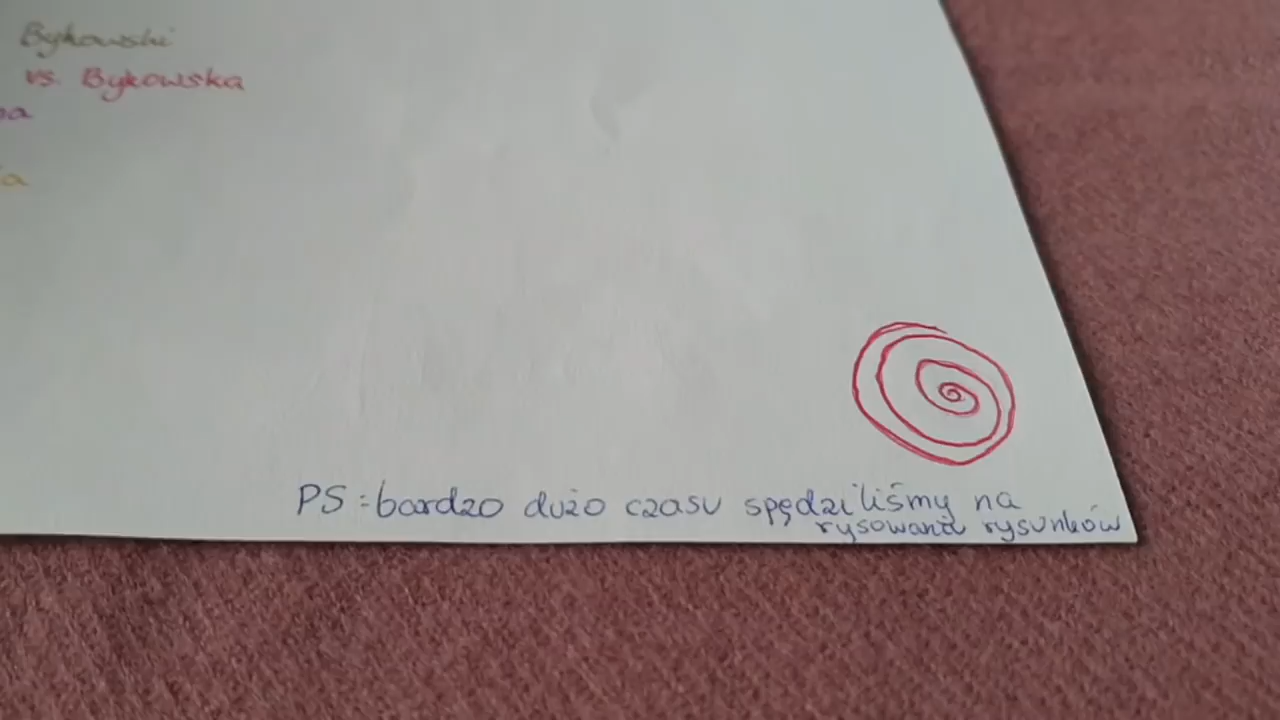 Bykowski
vs. Bykowska
PS: bardzo dużo czasu spędziliśmy na
rysowaniu rysunków